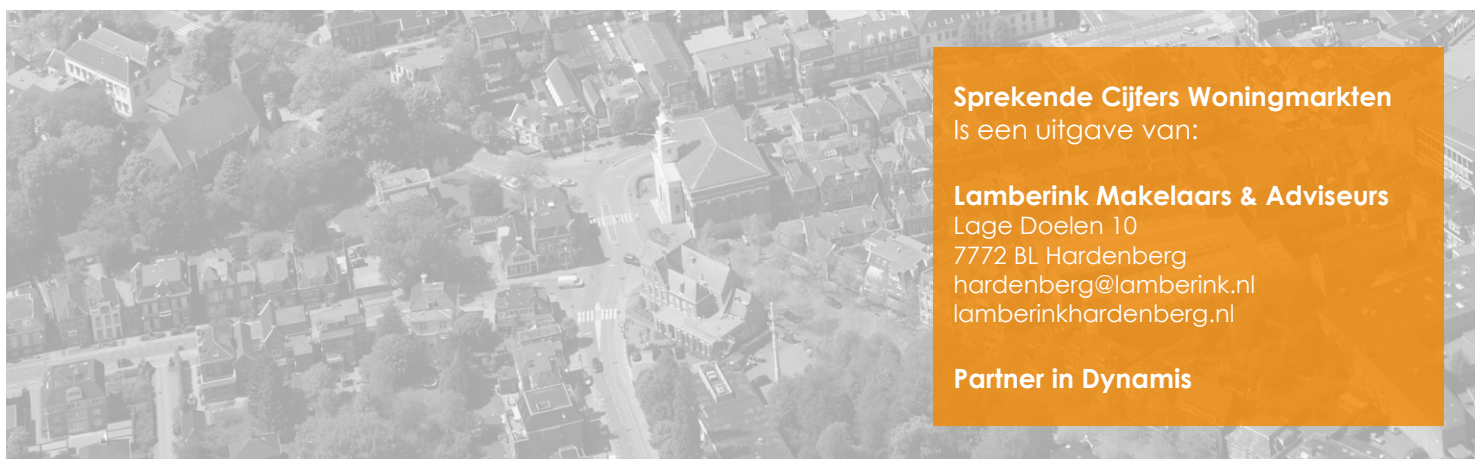 Sprekende Cijfers Woningmarkten
Is een uitgave van:
Lamberink Makelaars & Adviseurs
Lage Doelen 10
7772 BL Hardenberg
hardenberg@lamberink.nl
lamberinkhardenberg.nl
Partner in Dynamis